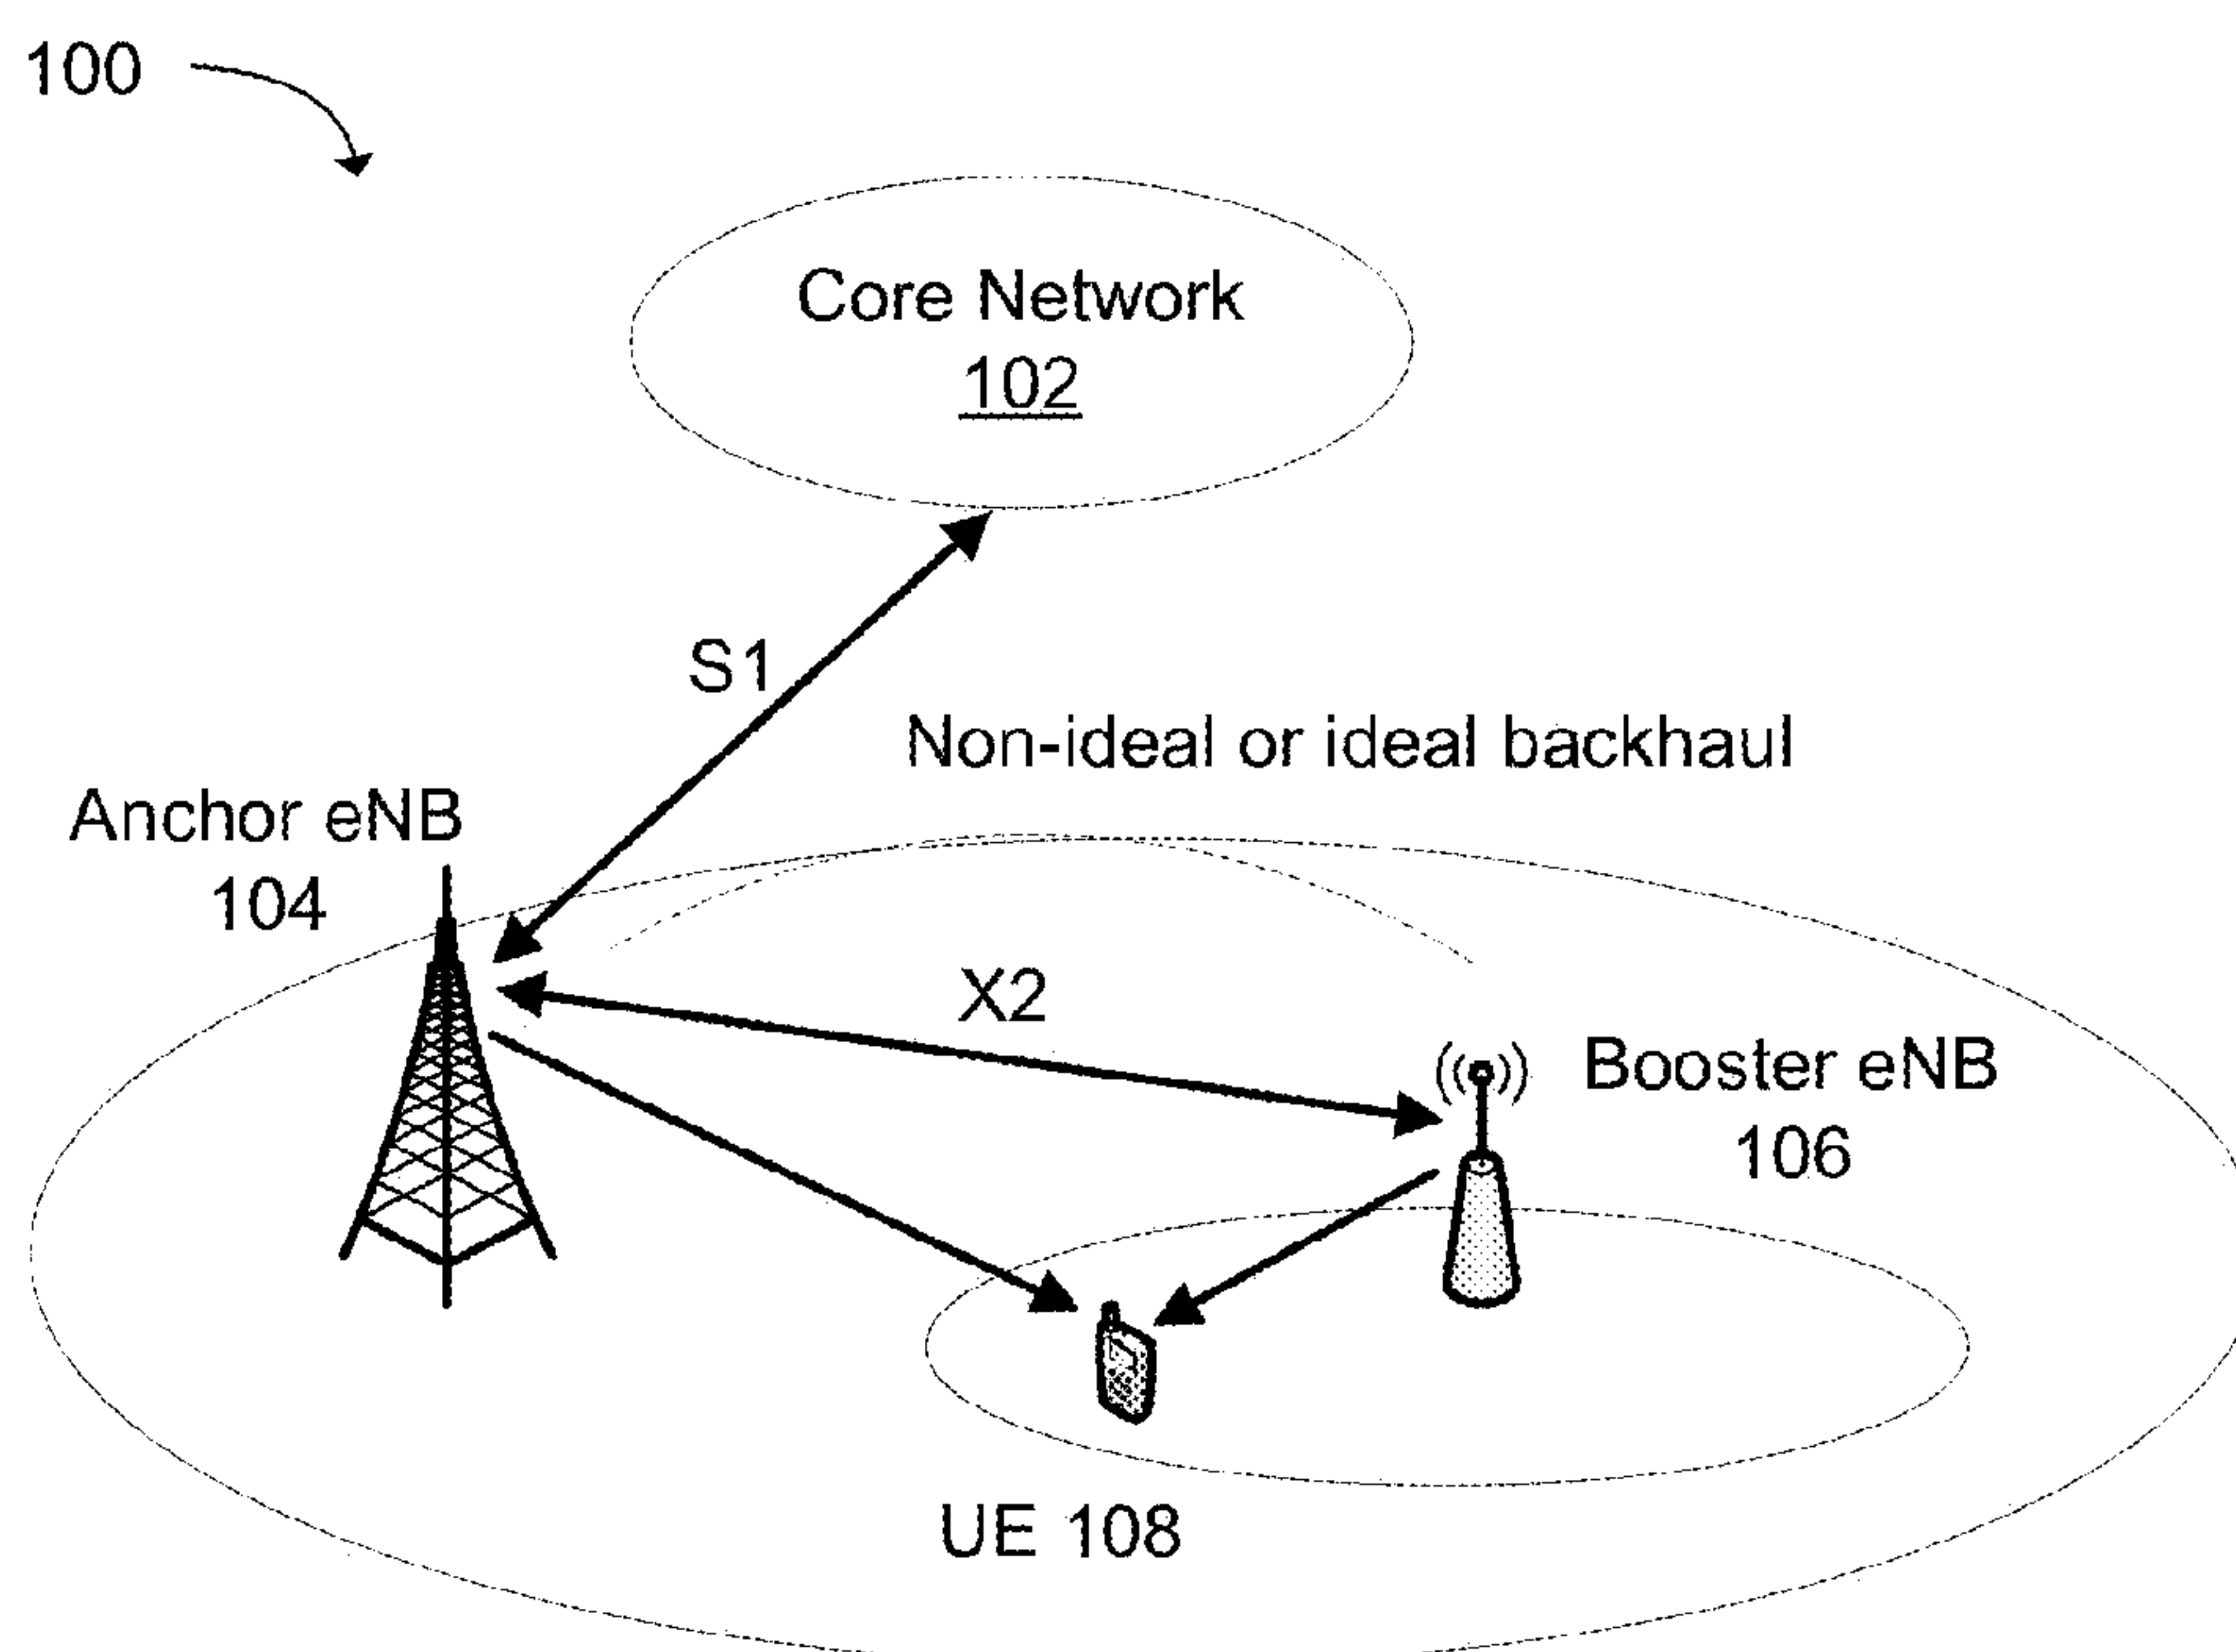 100
Core Network
102
S1
Non-ideal or ideal backhaul
Anchor eNB
104
X2
Booster eNB
106
UE 108